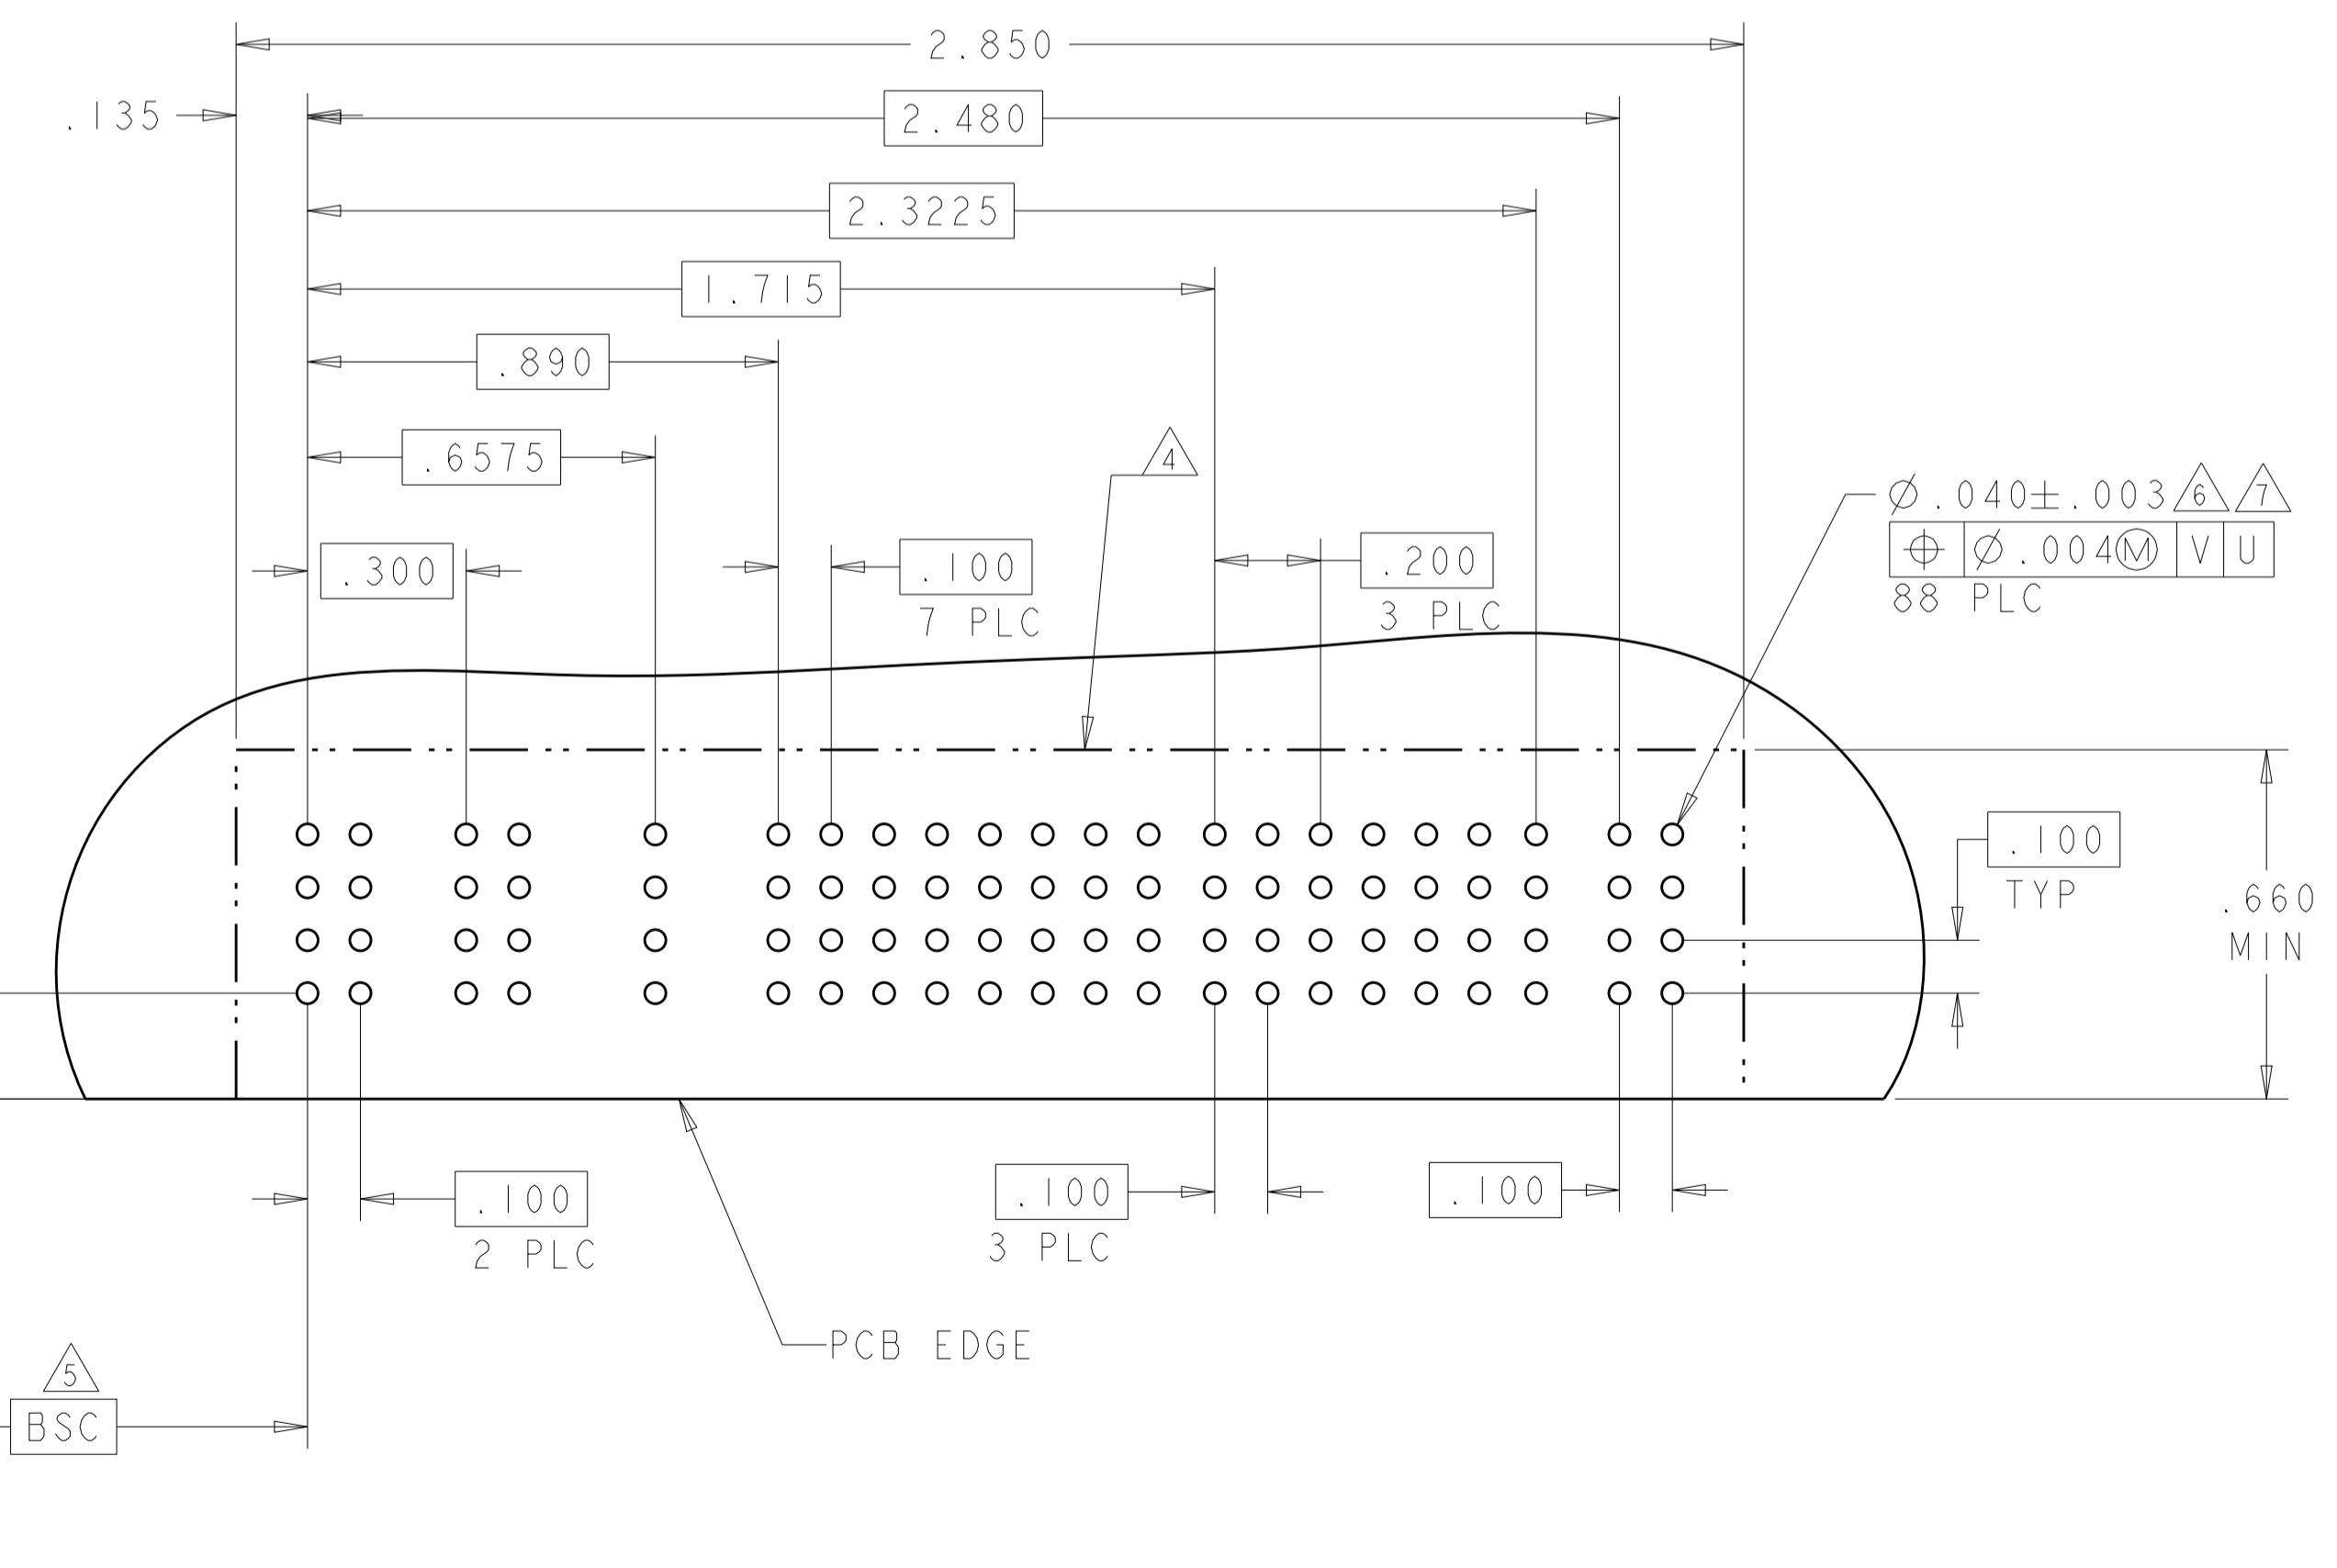 2.850
.135
2.480
2.3225
1.715
.890
.6575
4
⌀.040±.003 6 7
⌖ ⌀.004Ⓜ V U
88 PLC
.300
.100
7 PLC
.200
3 PLC
.100
TYP
.660
MIN
.100
2 PLC
.100
3 PLC
.100
PCB EDGE
5
BSC